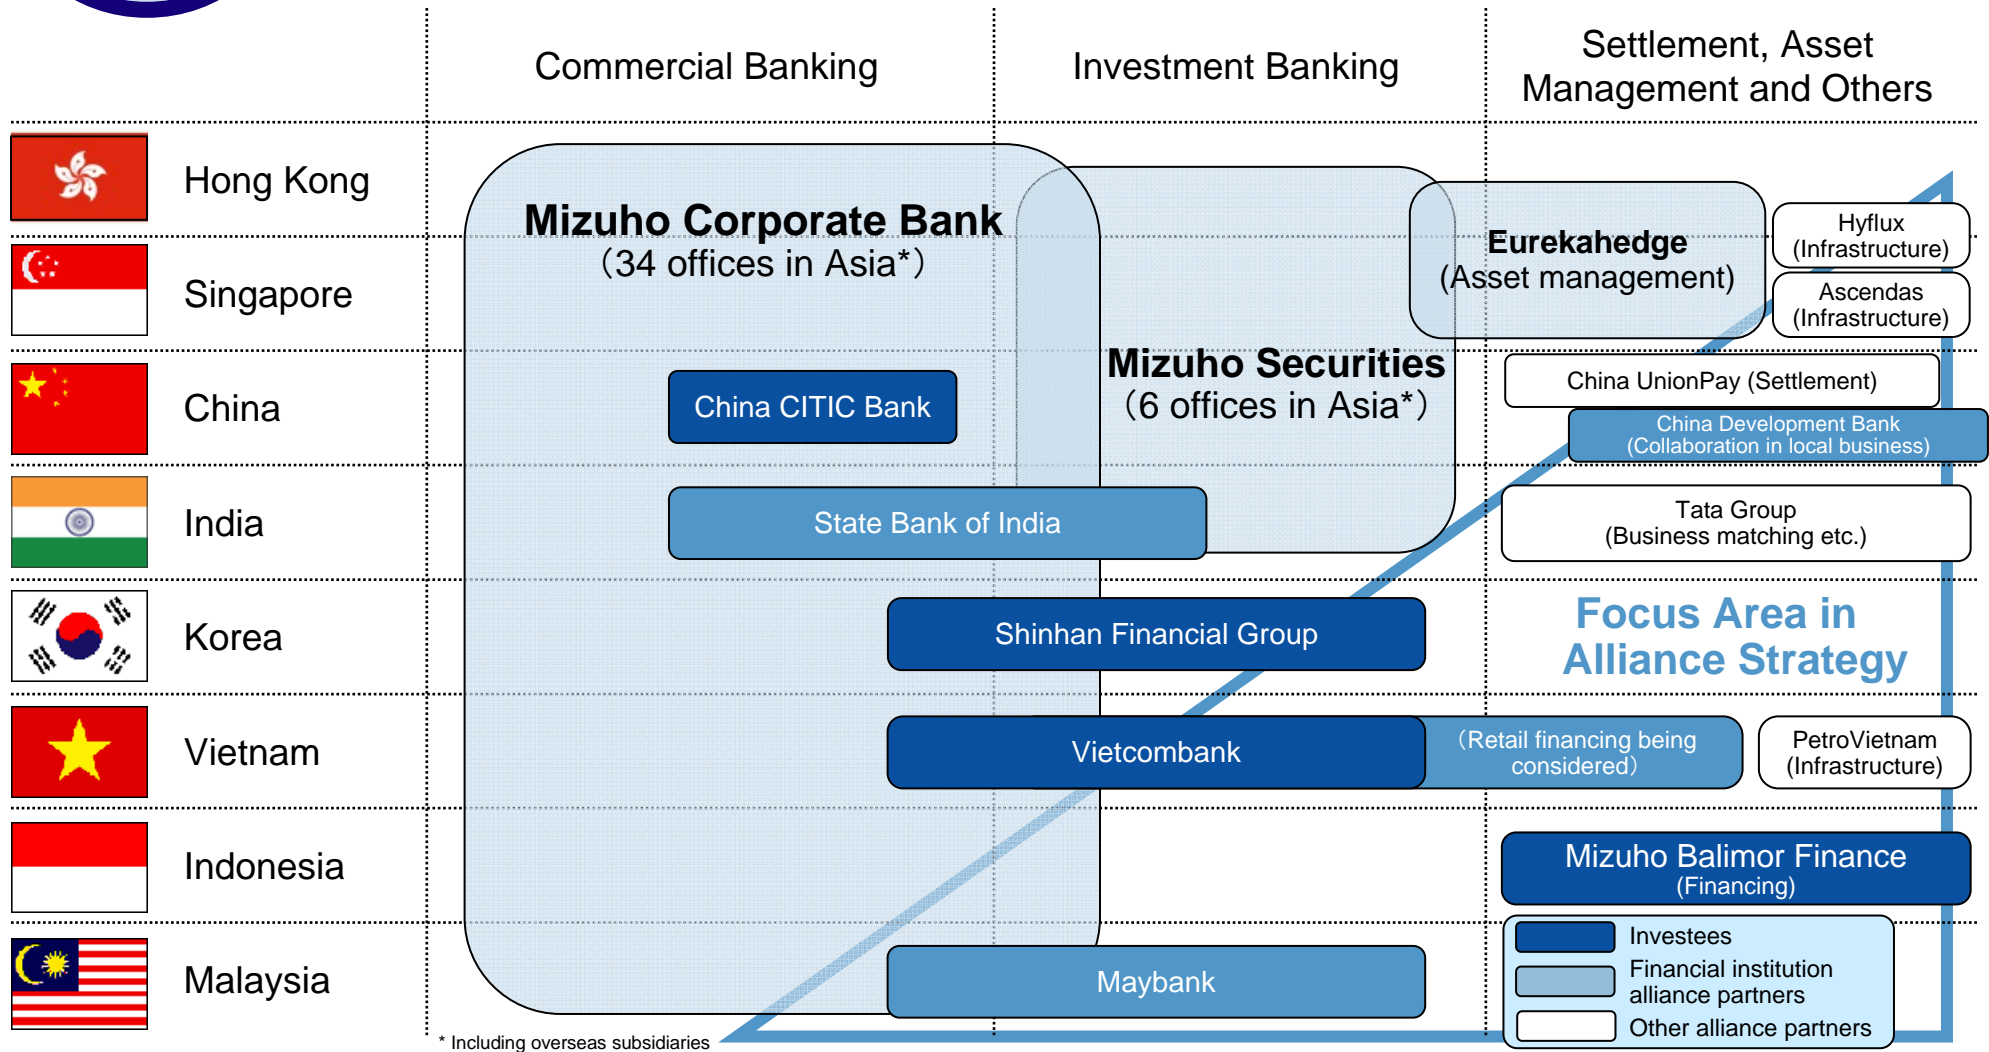 Commercial Banking
Investment Banking
Settlement, Asset
Management and Others
Hong Kong
Singapore
China
India
Korea
Vietnam
Indonesia
Malaysia
Mizuho Corporate Bank
（34 offices in Asia*）
Mizuho Securities
（6 offices in Asia*）
Eurekahedge
(Asset management)
Hyflux
(Infrastructure)
Ascendas
(Infrastructure)
China CITIC Bank
China UnionPay (Settlement)
China Development Bank
(Collaboration in local business)
State Bank of India
Tata Group
(Business matching etc.)
Shinhan Financial Group
Focus Area in
Alliance Strategy
Vietcombank
（Retail financing being
considered）
PetroVietnam
(Infrastructure)
Mizuho Balimor Finance
(Financing)
Maybank
Investees
Financial institution
alliance partners
Other alliance partners
* Including overseas subsidiaries